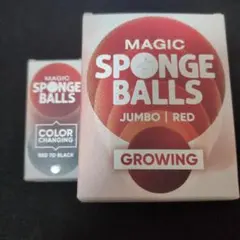 MAGIC
SPONGE
BALLS
COLOR
CHANGING
RED TO BLACK
MAGIC
SPONGE
BALLS
JUMBO | RED
GROWING